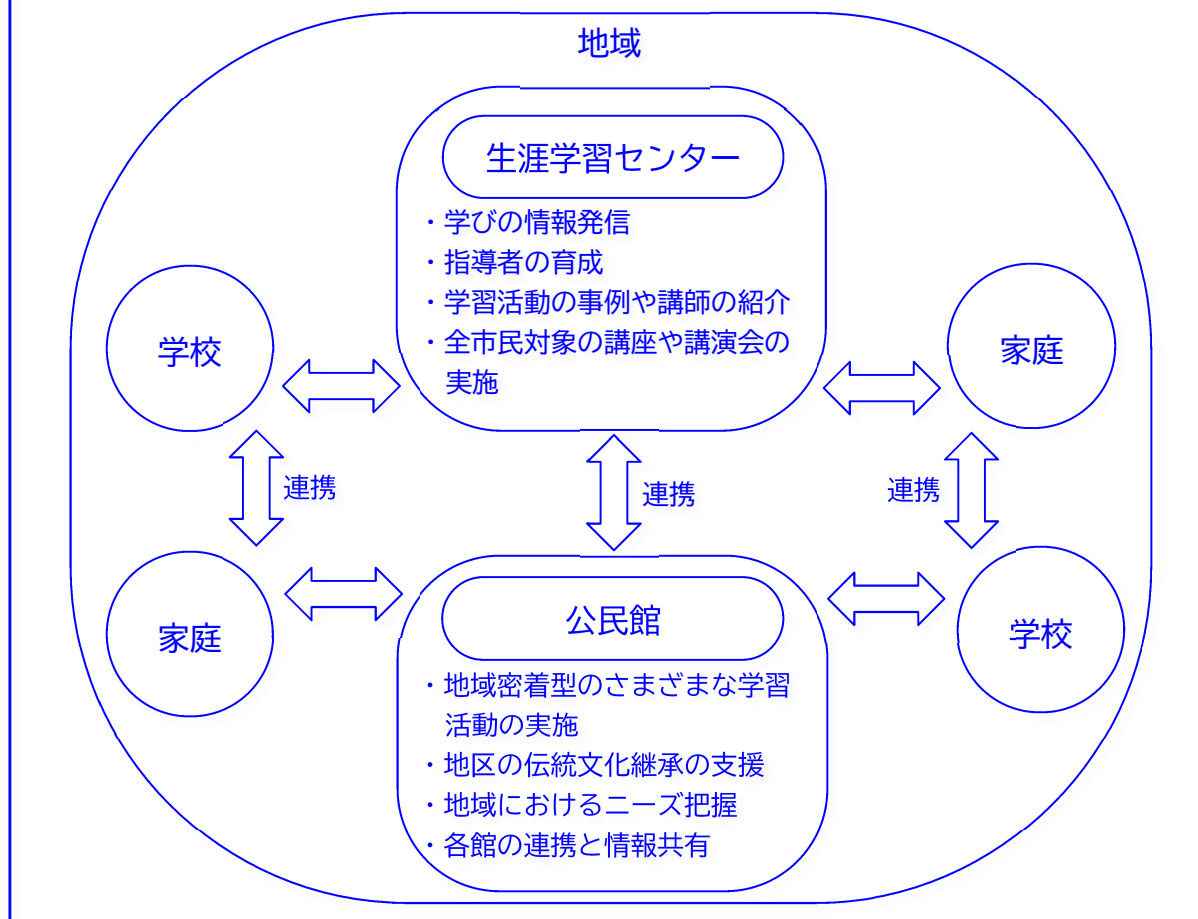 地域
生涯学習センター
・学びの情報発信
・指導者の育成
・学習活動の事例や講師の紹介
・全市民対象の講座や講演会の
実施
学校
家庭
連携
連携
連携
家庭
学校
公民館
・地域密着型のさまざまな学習
活動の実施
・地区の伝統文化継承の支援
・地域におけるニーズ把握
・各館の連携と情報共有